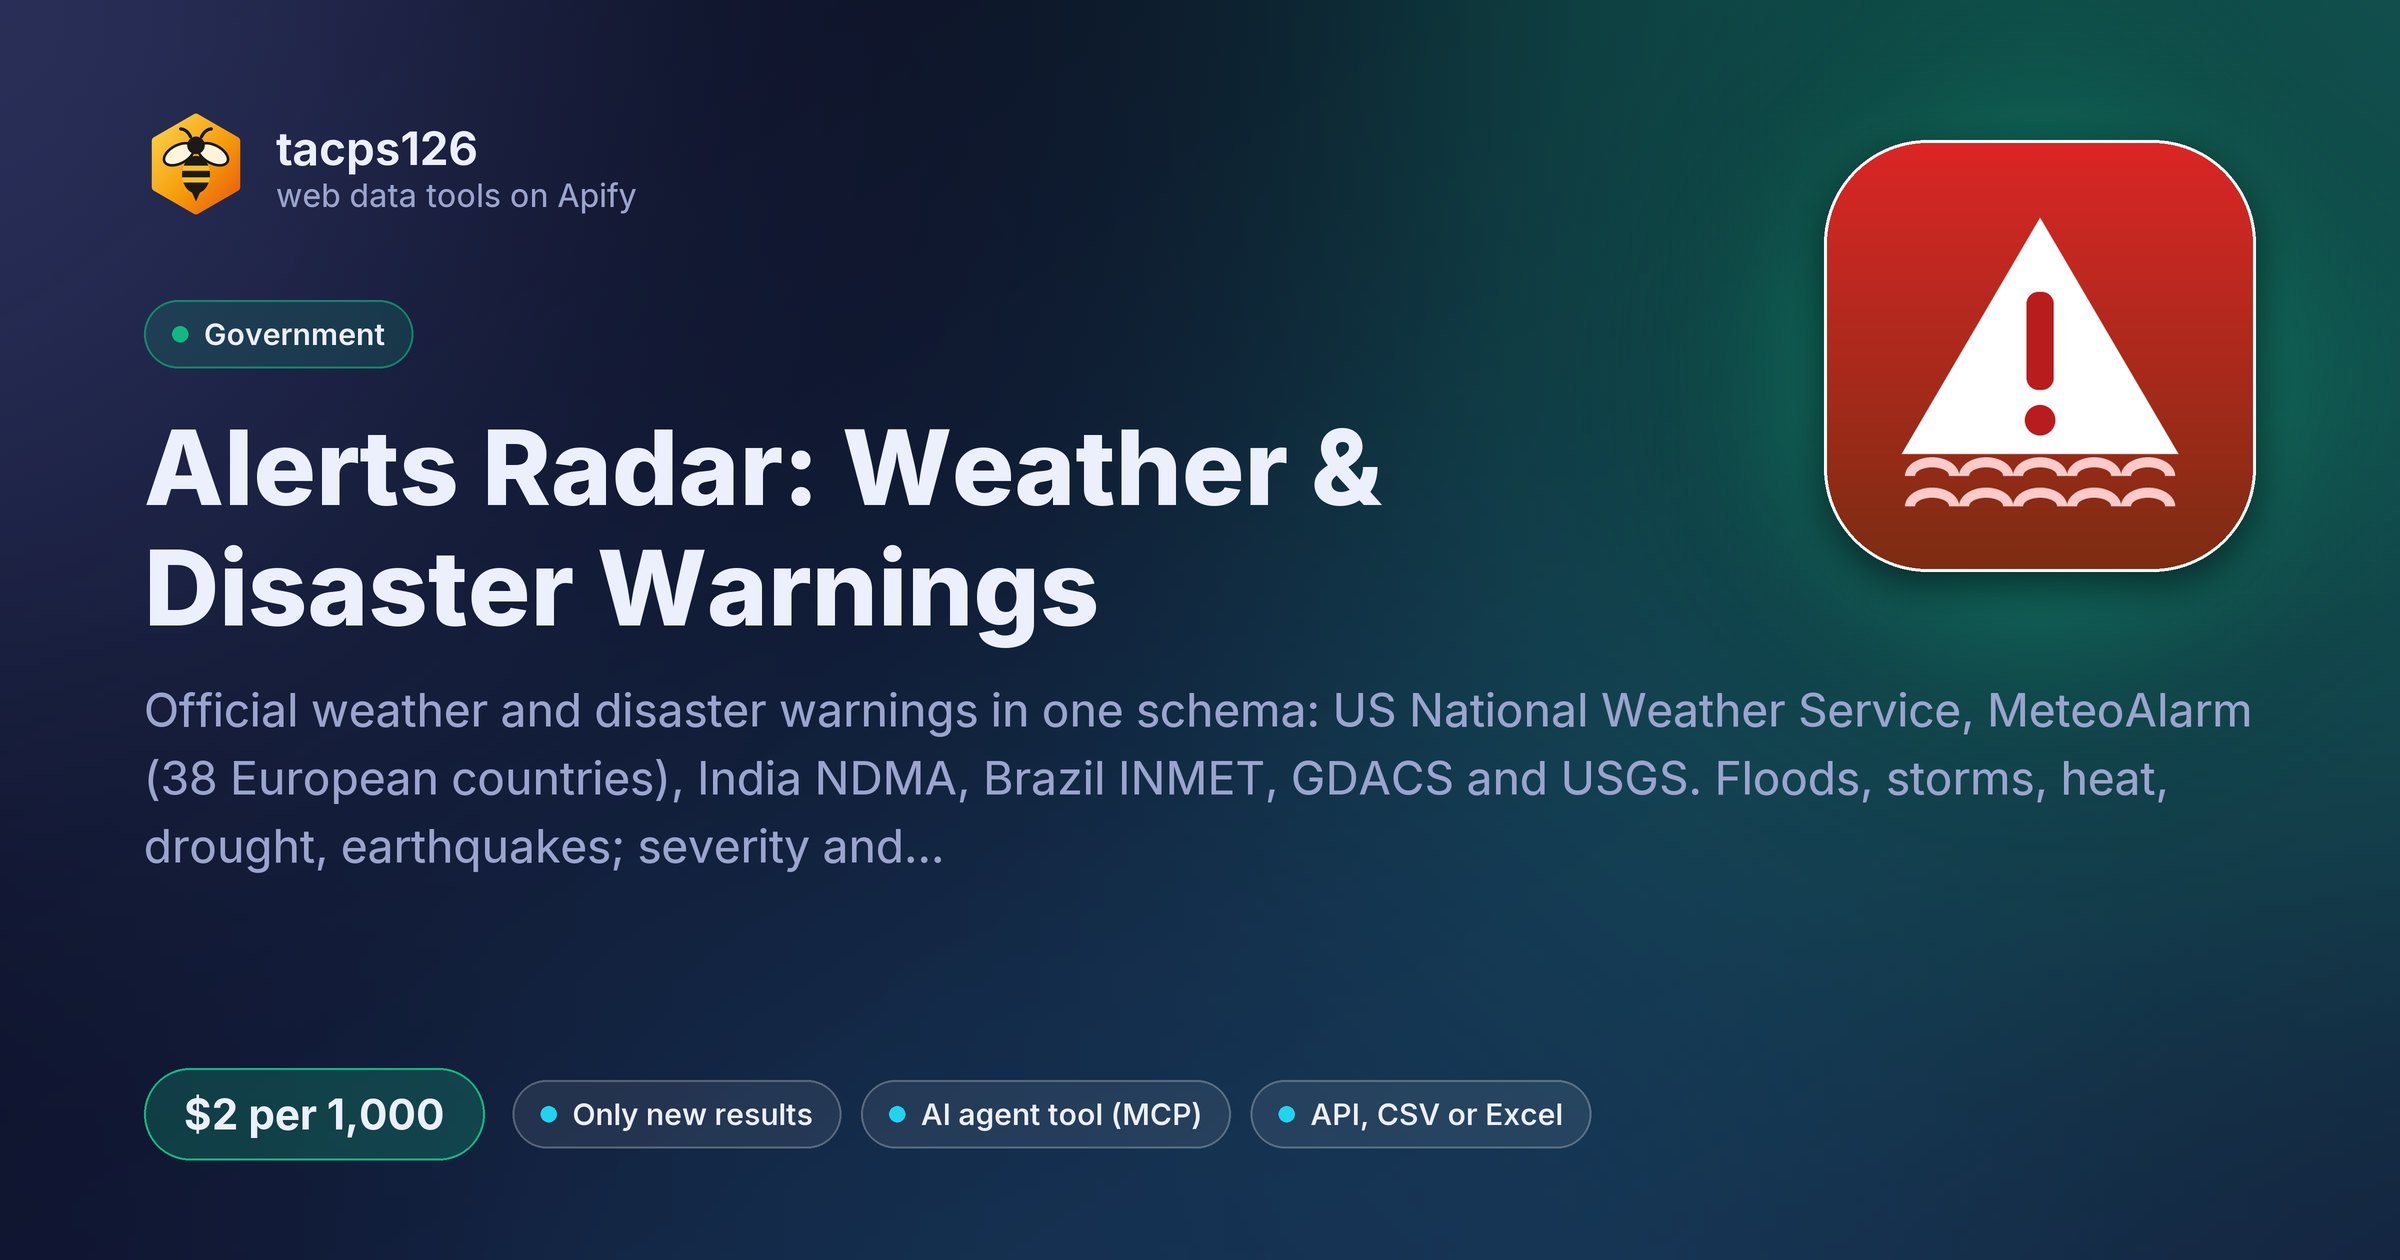 tacps126
web data tools on Apify
Government
Alerts Radar: Weather &
Disaster Warnings
Official weather and disaster warnings in one schema: US National Weather Service, MeteoAlarm
(38 European countries), India NDMA, Brazil INMET, GDACS and USGS. Floods, storms, heat,
drought, earthquakes; severity and...
$2 per 1,000
Only new results
AI agent tool (MCP)
API, CSV or Excel